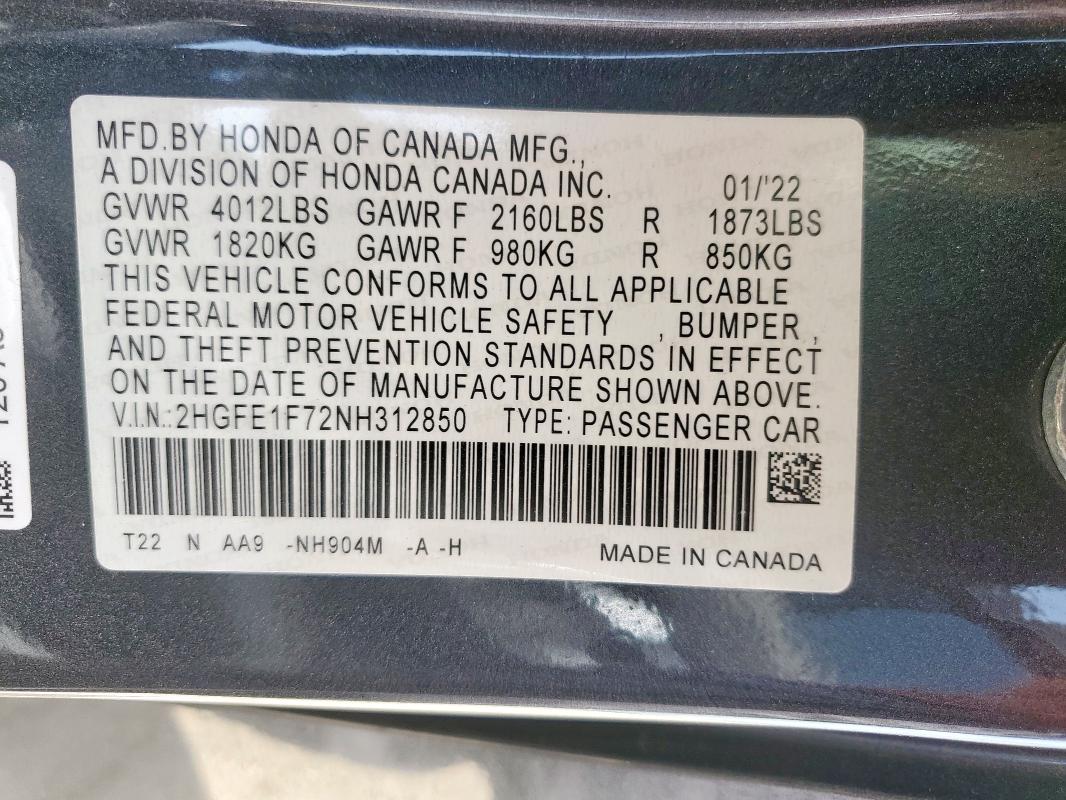 MFD.BY HONDA OF CANADA MFG.,
A DIVISION OF HONDA CANADA INC. 01/'22
GVWR 4012LBS GAWR F 2160LBS R 1873LBS
GVWR 1820KG GAWR F 980KG R 850KG
THIS VEHICLE CONFORMS TO ALL APPLICABLE
FEDERAL MOTOR VEHICLE SAFETY , BUMPER ,
AND THEFT PREVENTION STANDARDS IN EFFECT
ON THE DATE OF MANUFACTURE SHOWN ABOVE.
V.I.N.:2HGFE1F72NH312850 TYPE: PASSENGER CAR
T22 N AA9 -NH904M -A -H MADE IN CANADA